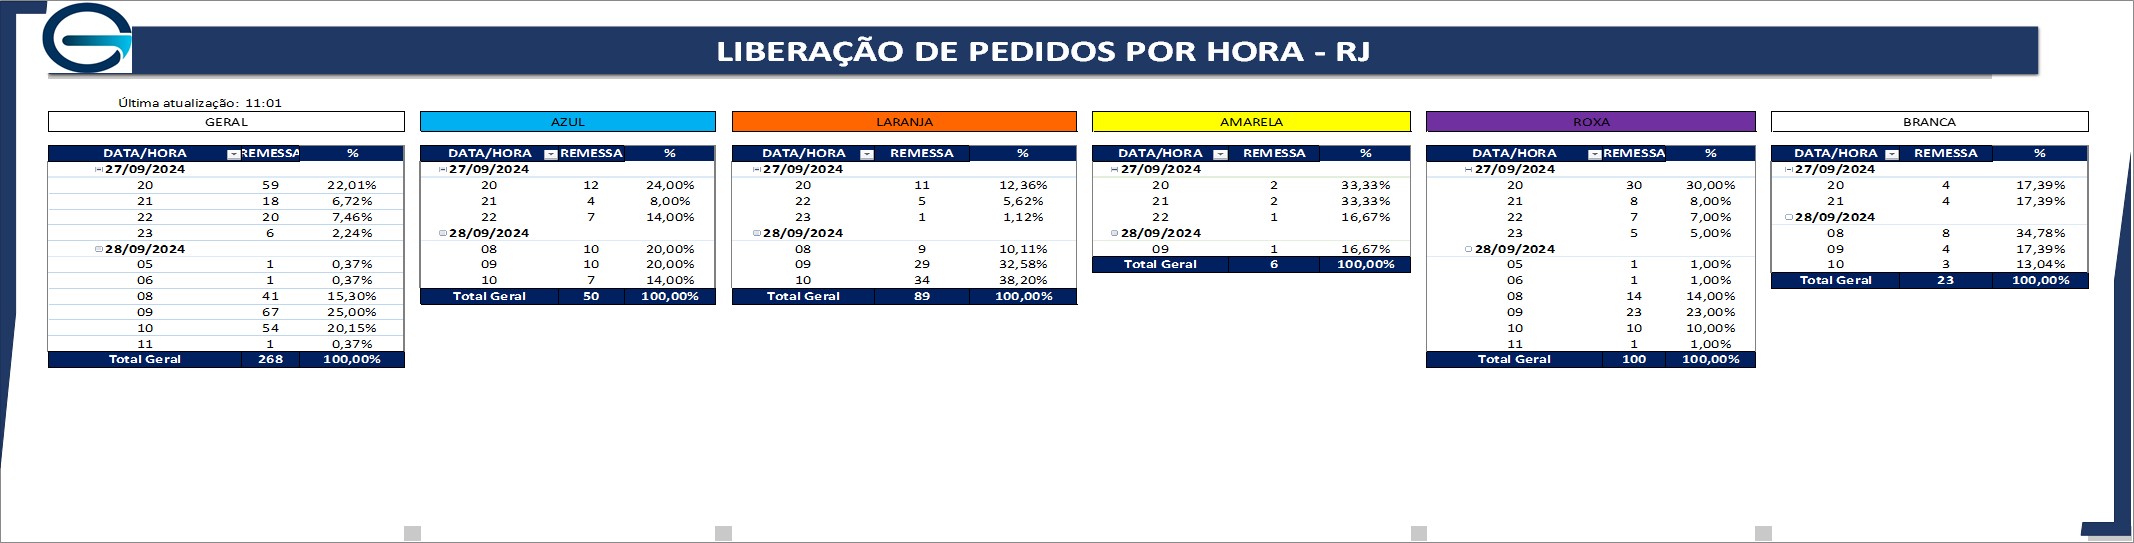 LIBERAÇÃO DE PEDIDOS POR HORA - RJ
Última atualização: 11:01
GERAL
DATA/HORA REMESSA %
27/09/2024
20 59 22,01%
21 18 6,72%
22 20 7,46%
23 6 2,24%
28/09/2024
05 1 0,37%
06 1 0,37%
08 41 15,30%
09 67 25,00%
10 54 20,15%
11 1 0,37%
Total Geral 268 100,00%
AZUL
DATA/HORA REMESSA %
27/09/2024
20 12 24,00%
21 4 8,00%
22 7 14,00%
28/09/2024
08 10 20,00%
09 10 20,00%
10 7 14,00%
Total Geral 50 100,00%
LARANJA
DATA/HORA REMESSA %
27/09/2024
20 11 12,36%
22 5 5,62%
23 1 1,12%
28/09/2024
08 9 10,11%
09 29 32,58%
10 34 38,20%
Total Geral 89 100,00%
AMARELA
DATA/HORA REMESSA %
27/09/2024
20 2 33,33%
21 2 33,33%
22 1 16,67%
28/09/2024
09 1 16,67%
Total Geral 6 100,00%
ROXA
DATA/HORA REMESSA %
27/09/2024
20 30 30,00%
21 8 8,00%
22 7 7,00%
23 5 5,00%
28/09/2024
05 1 1,00%
06 1 1,00%
08 14 14,00%
09 23 23,00%
10 10 10,00%
11 1 1,00%
Total Geral 100 100,00%
BRANCA
DATA/HORA REMESSA %
27/09/2024
20 4 17,39%
21 4 17,39%
28/09/2024
08 8 34,78%
09 4 17,39%
10 3 13,04%
Total Geral 23 100,00%